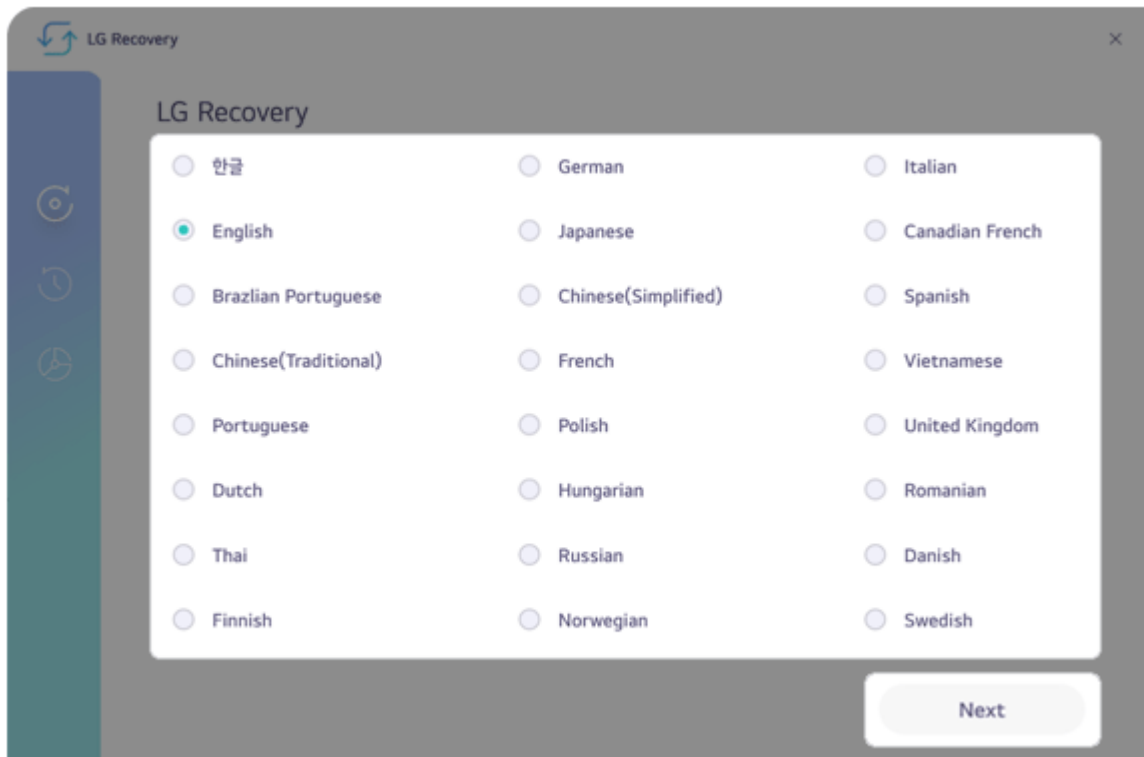 LG Recovery
LG Recovery
한글 German Italian
English Japanese Canadian French
Brazlian Portuguese Chinese(Simplified) Spanish
Chinese(Traditional) French Vietnamese
Portuguese Polish United Kingdom
Dutch Hungarian Romanian
Thai Russian Danish
Finnish Norwegian Swedish
Next